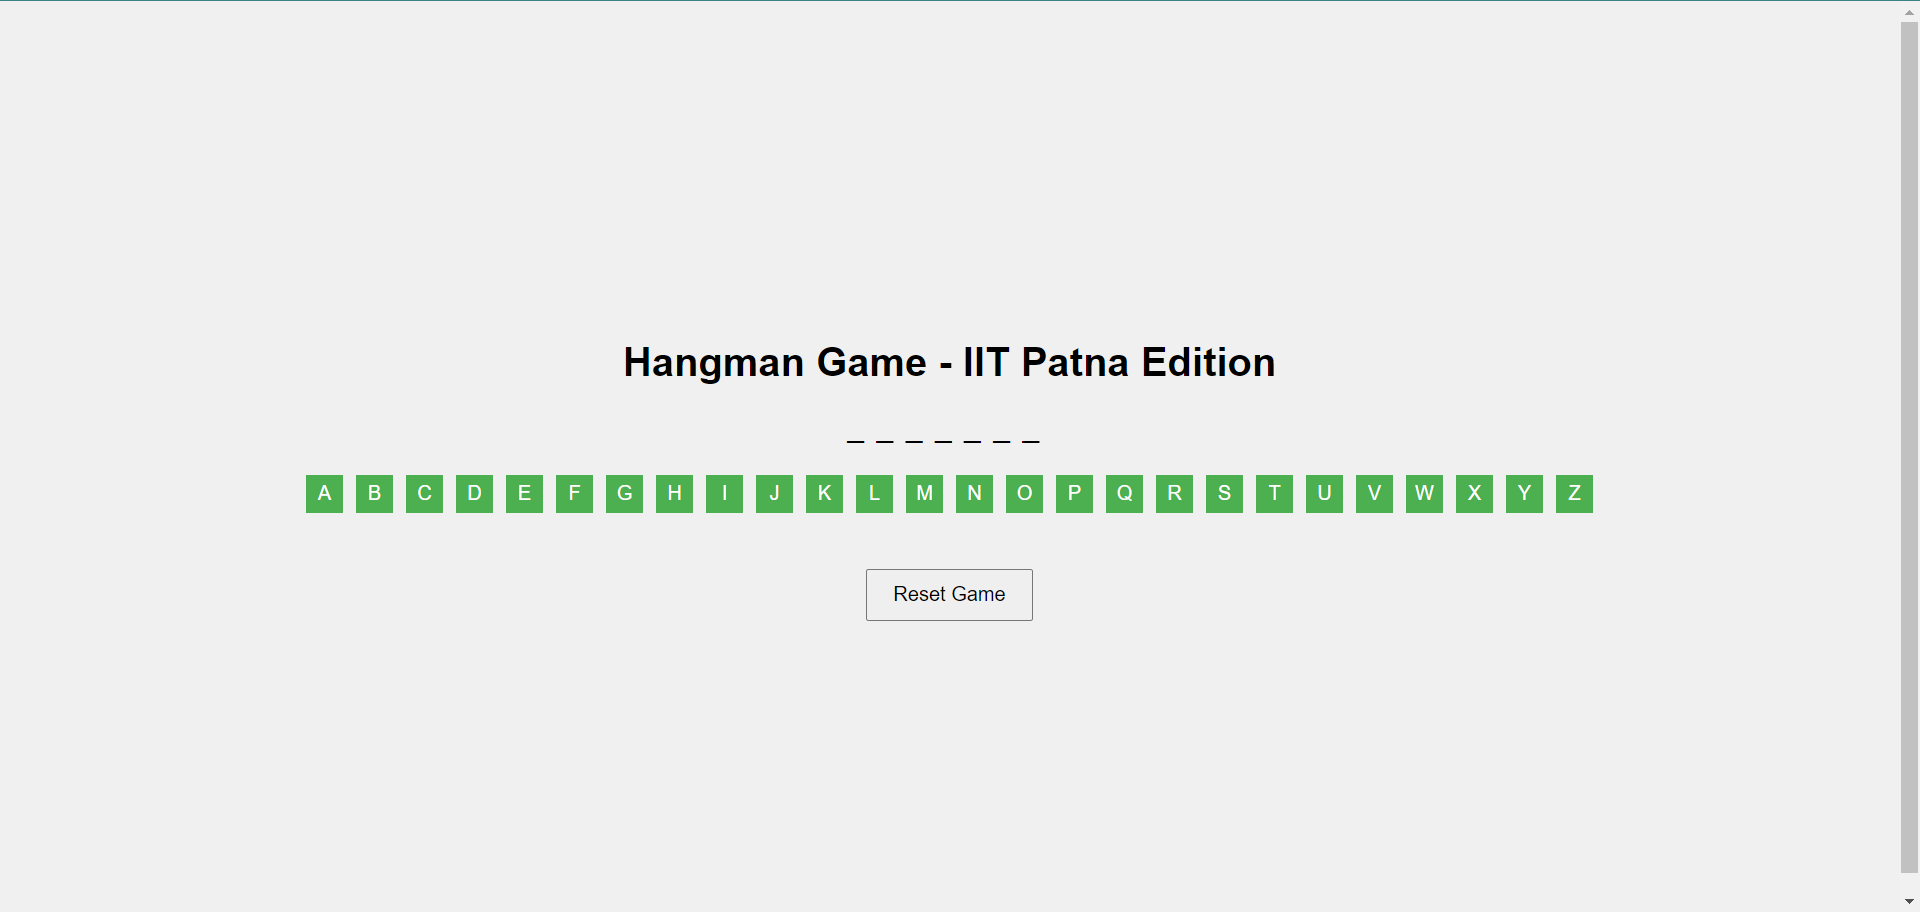 Hangman Game - IIT Patna Edition
_ _ _ _ _ _ _
A B C D E F G H I J K L M N O P Q R S T U V W X Y Z
Reset Game